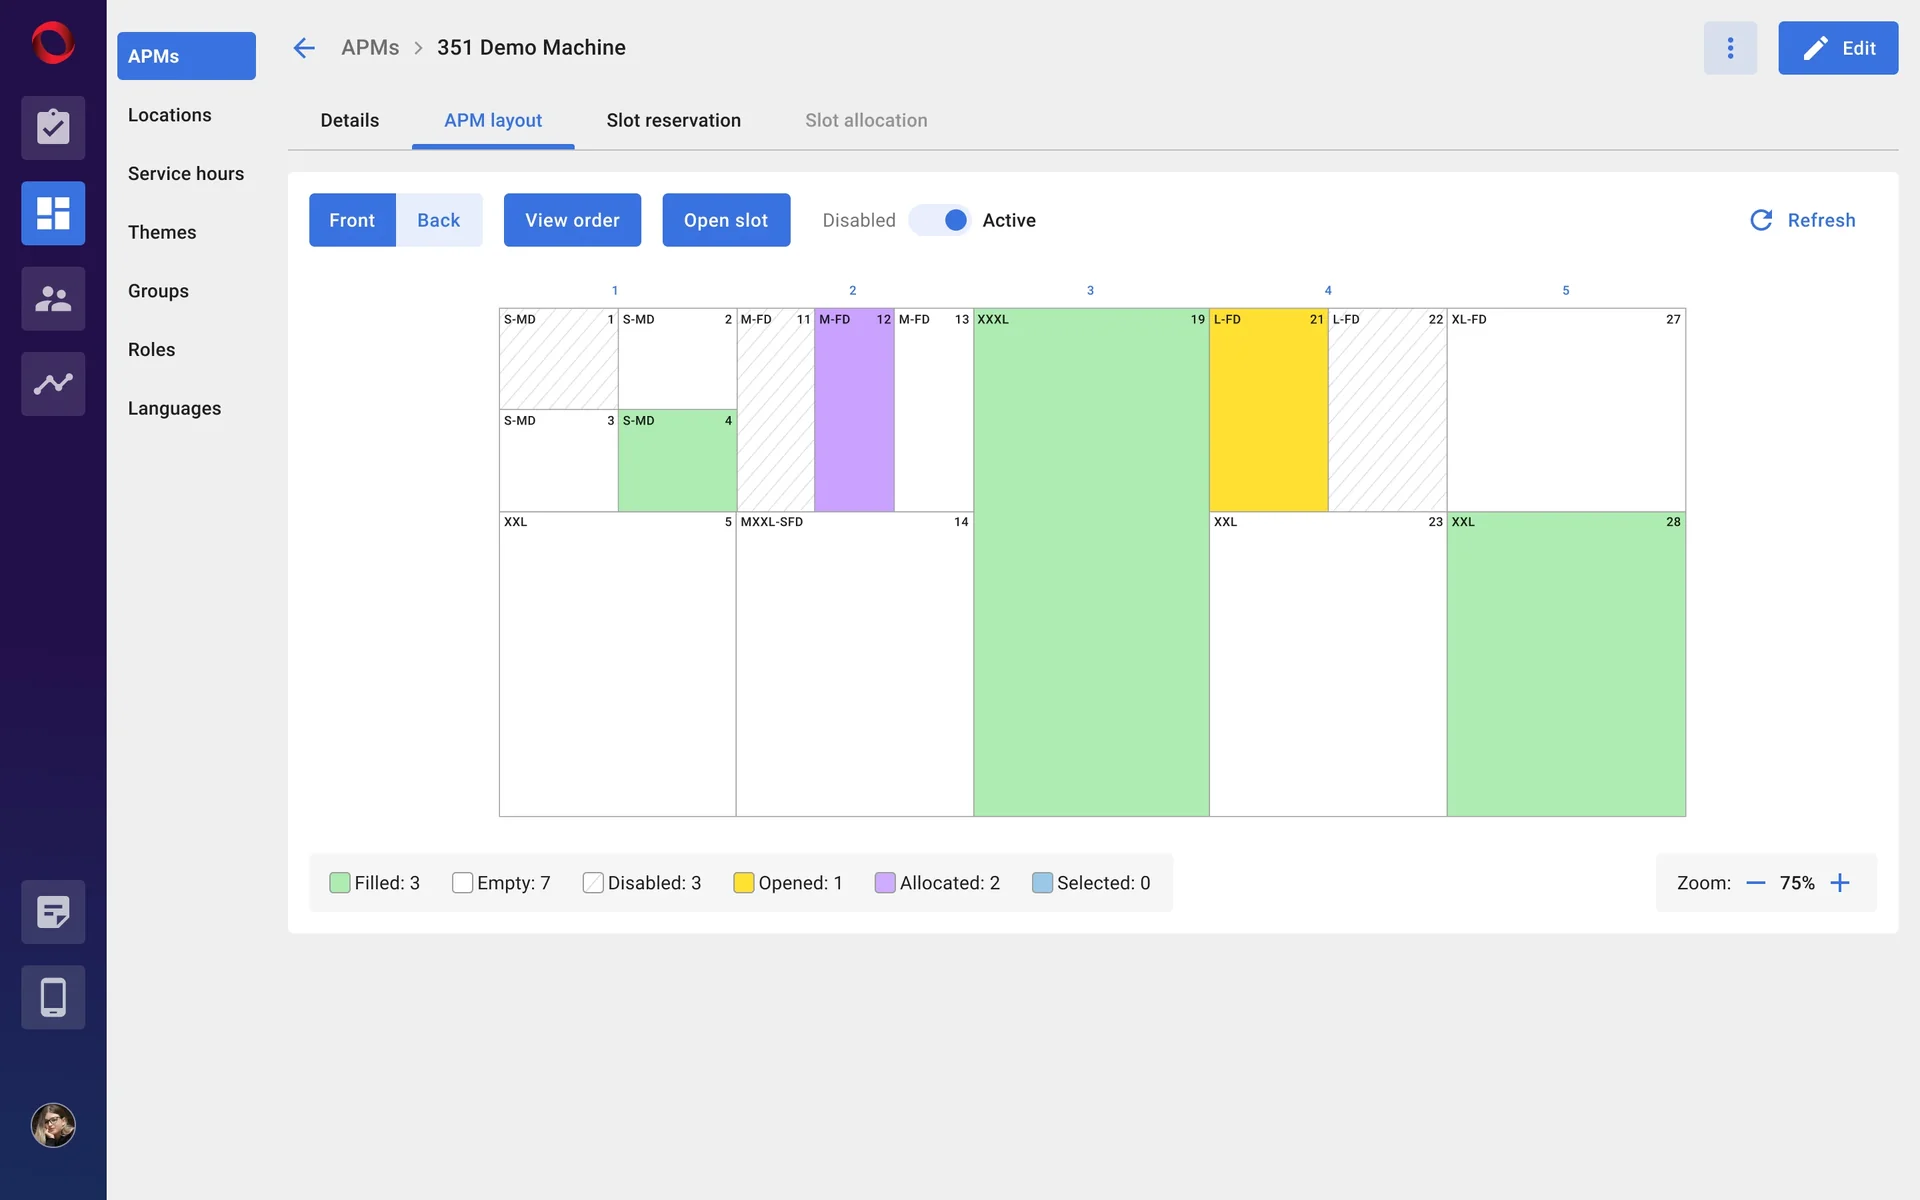 APMs
Locations
Service hours
Themes
Groups
Roles
Languages
APMs > 351 Demo Machine
Edit
Details
APM layout
Slot reservation
Slot allocation
Front
Back
View order
Open slot
Disabled
Active
Refresh
1 2 3 4 5
S-MD 1 S-MD 2 M-FD 11 M-FD 12 M-FD 13 XXXL 19 L-FD 21 L-FD 22 XL-FD 27
S-MD 3 S-MD 4
XXL 5 MXXL-SFD 14 XXL 23 XXL 28
Filled: 3 Empty: 7 Disabled: 3 Opened: 1 Allocated: 2 Selected: 0
Zoom: — 75% +